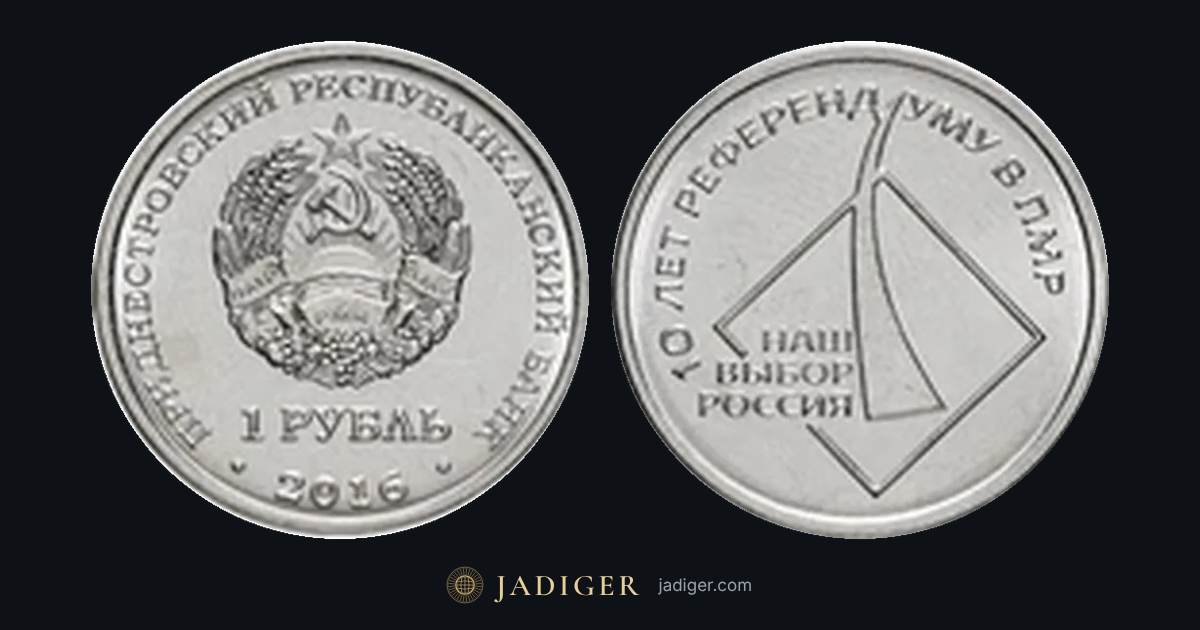 ПРИДНЕСТРОВСКИЙ РЕСПУБЛИКАНСКИЙ БАНК
1 РУБЛЬ
2016
10 ЛЕТ РЕФЕРЕНДУМУ В ПМР
НАШ
ВЫБОР
РОССИЯ
JADIGER jadiger.com